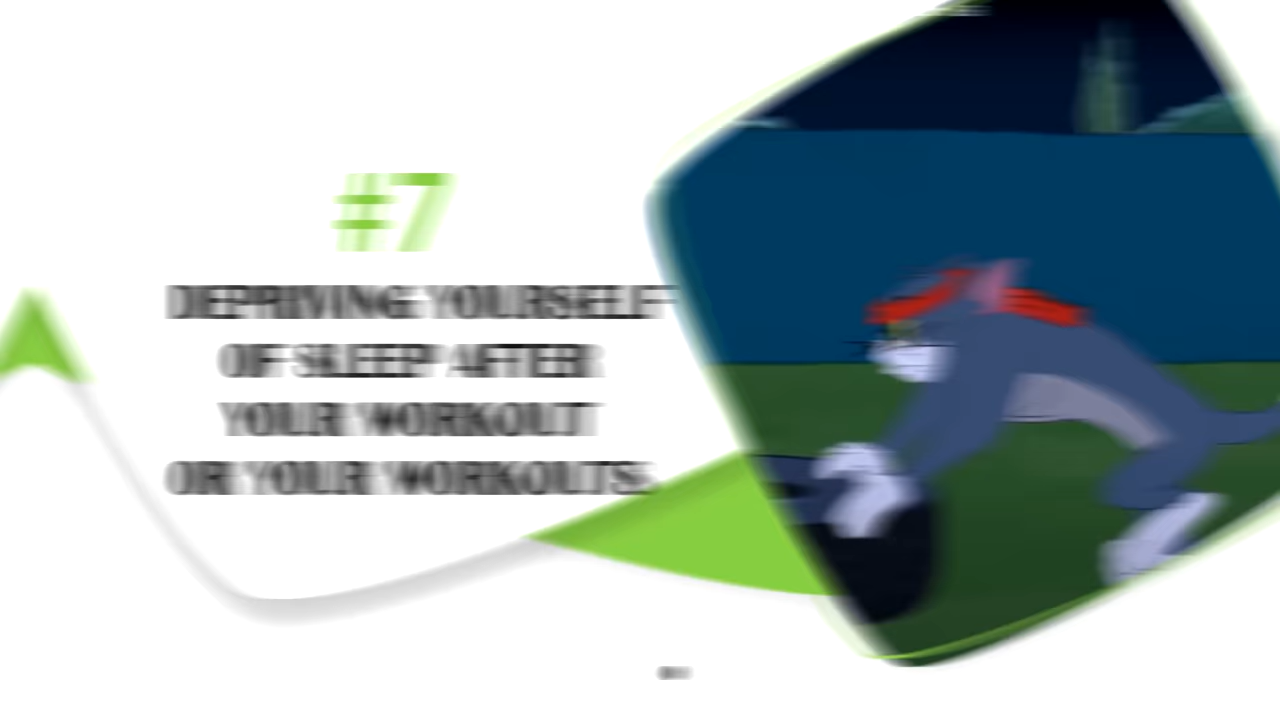 #7
DEPRIVING YOURSELF
OF SLEEP AFTER
YOUR WORKOUT
OR YOUR WORKOUTS.